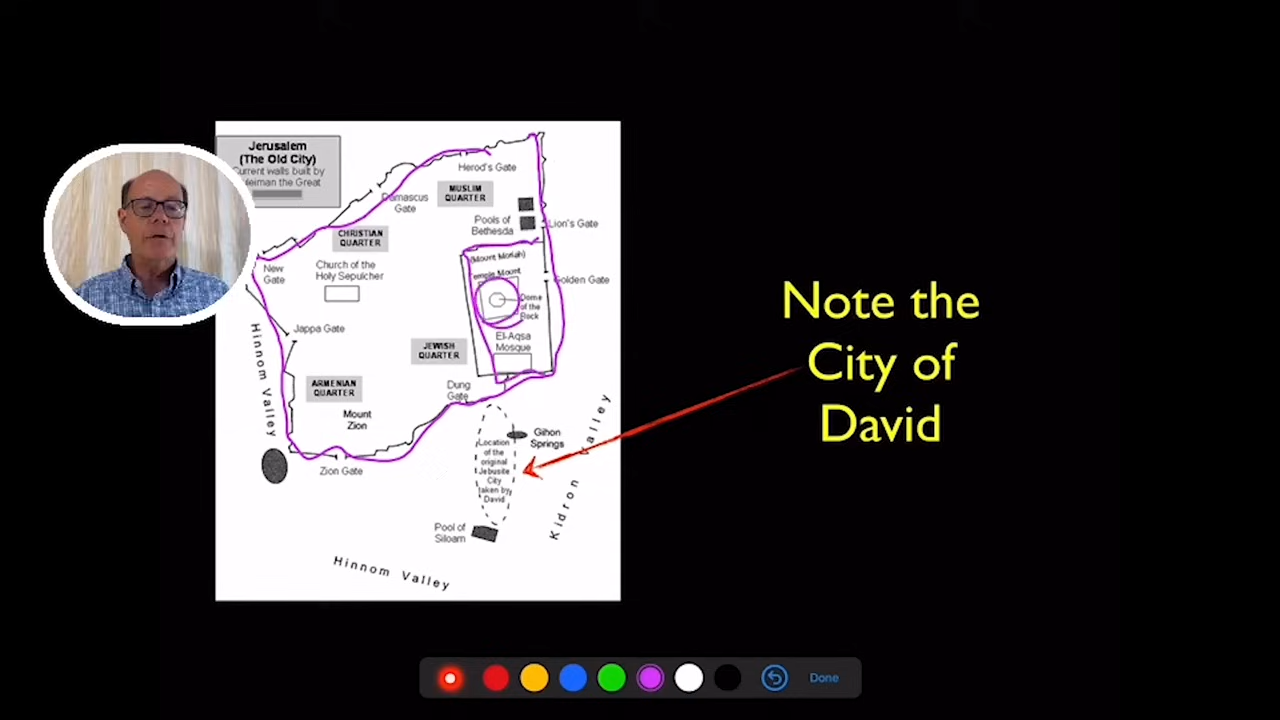 Jerusalem
(The Old City)
Current walls built by
Suleiman the Great
Herod's Gate
MUSLIM
QUARTER
Damascus
Gate
Pools of
Bethesda
Lion's Gate
CHRISTIAN
QUARTER
(Mount Moriah)
Temple Mount
New
Gate
Church of the
Holy Sepulcher
Golden Gate
Dome
of the
Rock
Jappa Gate
El-Aqsa
Mosque
JEWISH
QUARTER
Hinnom Valley
ARMENIAN
QUARTER
Dung
Gate
Mount
Zion
Gihon
Springs
Kidron Valley
Location
of the
original
Jebusite
City
taken by
David
Zion Gate
Pool of
Siloam
Hinnom Valley
Note the
City of
David
Done